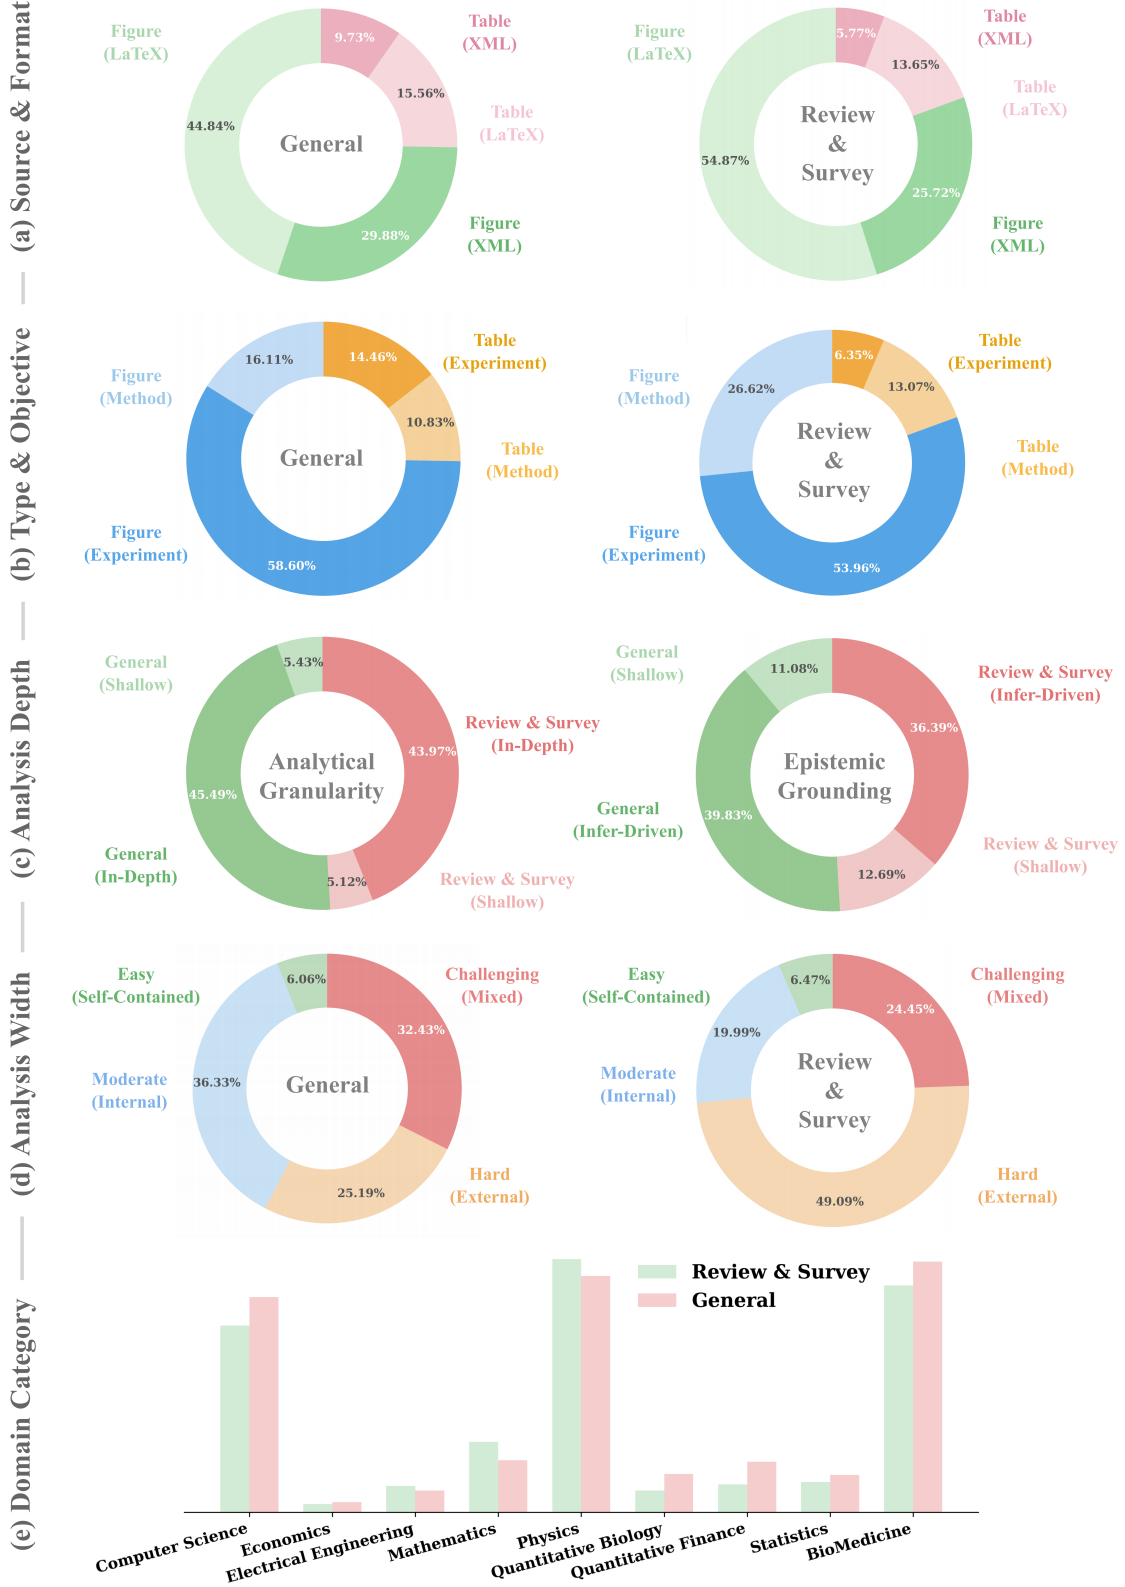 (a) Source & Format
Figure
(LaTeX)
9.73%
Table
(XML)
15.56%
Table
(LaTeX)
44.84%
General
29.88%
Figure
(XML)
Figure
(LaTeX)
5.77%
Table
(XML)
13.65%
Table
(LaTeX)
54.87%
Review
&
Survey
25.72%
Figure
(XML)
(b) Type & Objective
16.11%
14.46%
Table
(Experiment)
Figure
(Method)
10.83%
Table
(Method)
General
Figure
(Experiment)
58.60%
6.35%
Table
(Experiment)
Figure
(Method)
26.62%
13.07%
Review
&
Survey
Table
(Method)
Figure
(Experiment)
53.96%
(c) Analysis Depth
General
(Shallow)
5.43%
Review & Survey
(In-Depth)
43.97%
Analytical
Granularity
45.49%
General
(In-Depth)
5.12%
Review & Survey
(Shallow)
General
(Shallow)
11.08%
Review & Survey
(Infer-Driven)
36.39%
Epistemic
Grounding
General
(Infer-Driven)
39.83%
12.69%
Review & Survey
(Shallow)
(d) Analysis Width
Easy
(Self-Contained)
6.06%
Challenging
(Mixed)
32.43%
Moderate
(Internal)
36.33%
General
25.19%
Hard
(External)
Easy
(Self-Contained)
6.47%
Challenging
(Mixed)
24.45%
19.99%
Moderate
(Internal)
Review
&
Survey
49.09%
Hard
(External)
(e) Domain Category
Review & Survey
General
Computer Science
Economics
Electrical Engineering
Mathematics
Physics
Quantitative Biology
Quantitative Finance
Statistics
BioMedicine